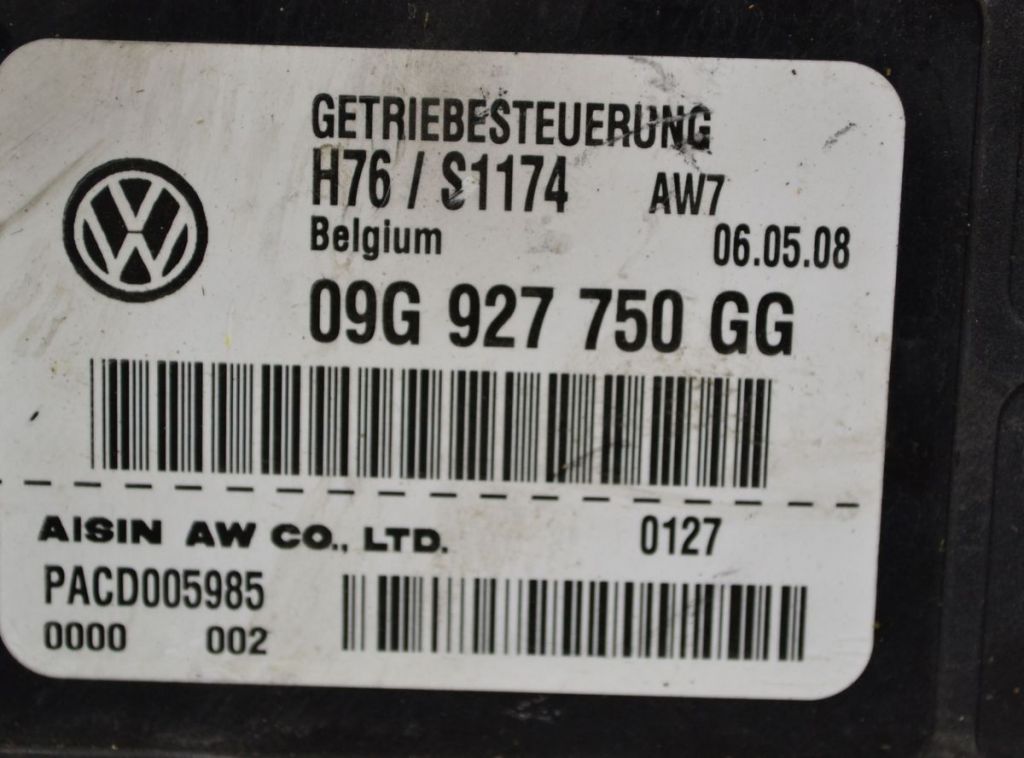 GETRIEBESTEUERUNG
H76 / S1174 AW7
Belgium 06.05.08
09G 927 750 GG
AISIN AW CO., LTD. 0127
PACD005985
0000 002